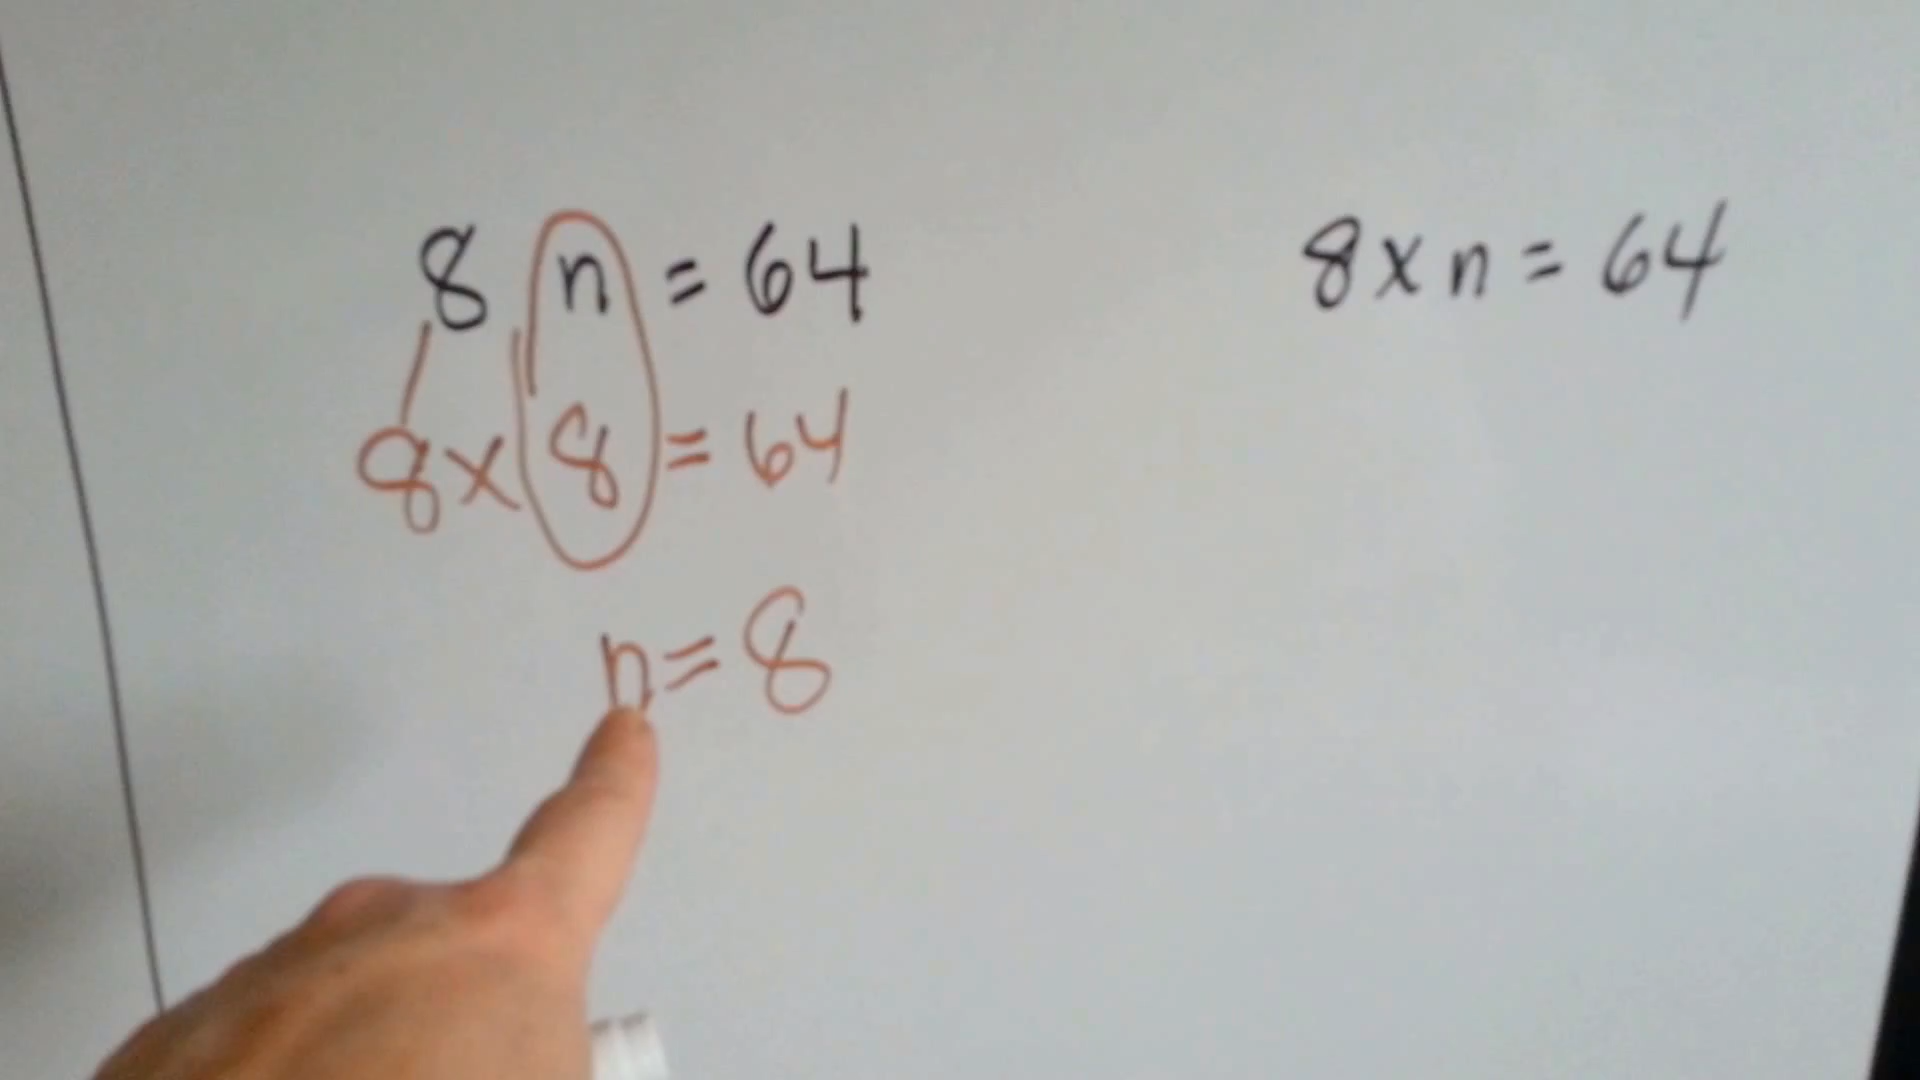 8 n = 64
8 x 8 = 64
n = 8
8 x n = 64